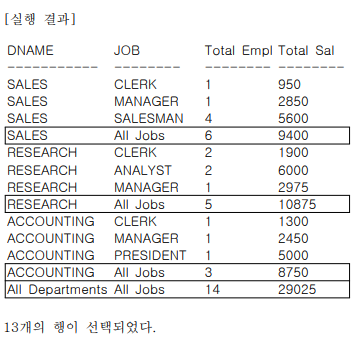 [실행 결과]
DNAME JOB Total Empl Total Sal
------------ --------- --------- ---------
SALES CLERK 1 950
SALES MANAGER 1 2850
SALES SALESMAN 4 5600
SALES All Jobs 6 9400
RESEARCH CLERK 2 1900
RESEARCH ANALYST 2 6000
RESEARCH MANAGER 1 2975
RESEARCH All Jobs 5 10875
ACCOUNTING CLERK 1 1300
ACCOUNTING MANAGER 1 2450
ACCOUNTING PRESIDENT 1 5000
ACCOUNTING All Jobs 3 8750
All Departments All Jobs 14 29025
13개의 행이 선택되었다.